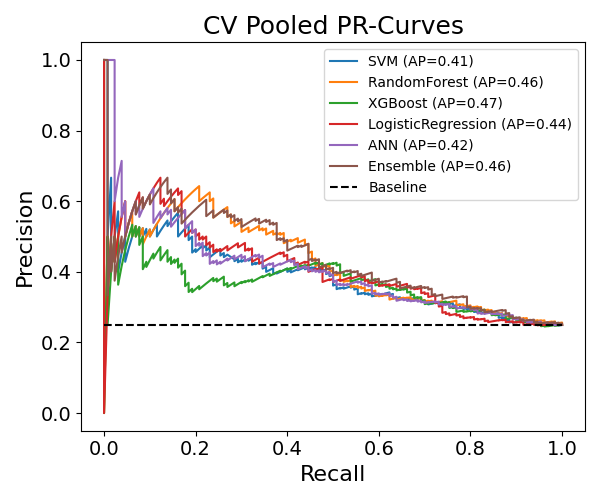 CV Pooled PR-Curves
SVM (AP=0.41)
RandomForest (AP=0.46)
XGBoost (AP=0.47)
LogisticRegression (AP=0.44)
ANN (AP=0.42)
Ensemble (AP=0.46)
Baseline
Precision
1.0
0.8
0.6
0.4
0.2
0.0
0.0 0.2 0.4 0.6 0.8 1.0
Recall